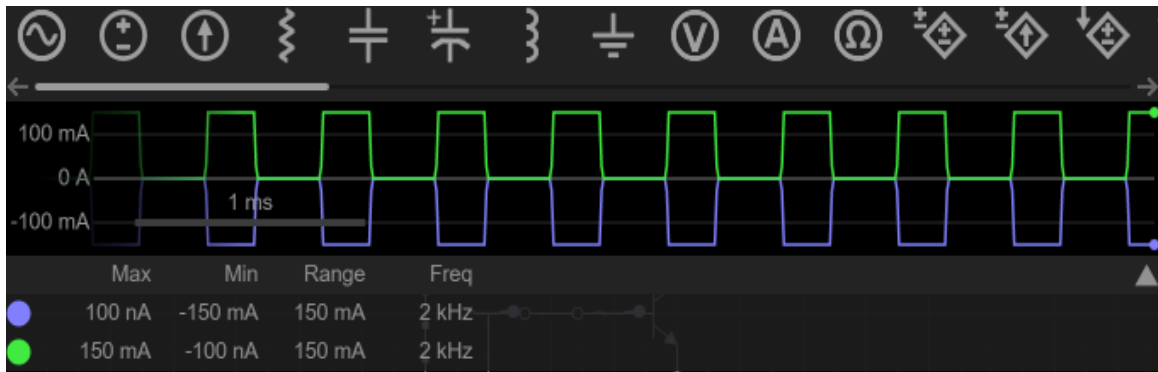 V A Ω
100 mA
0 A
1 ms
-100 mA
Max Min Range Freq
100 nA -150 mA 150 mA 2 kHz
150 mA -100 nA 150 mA 2 kHz